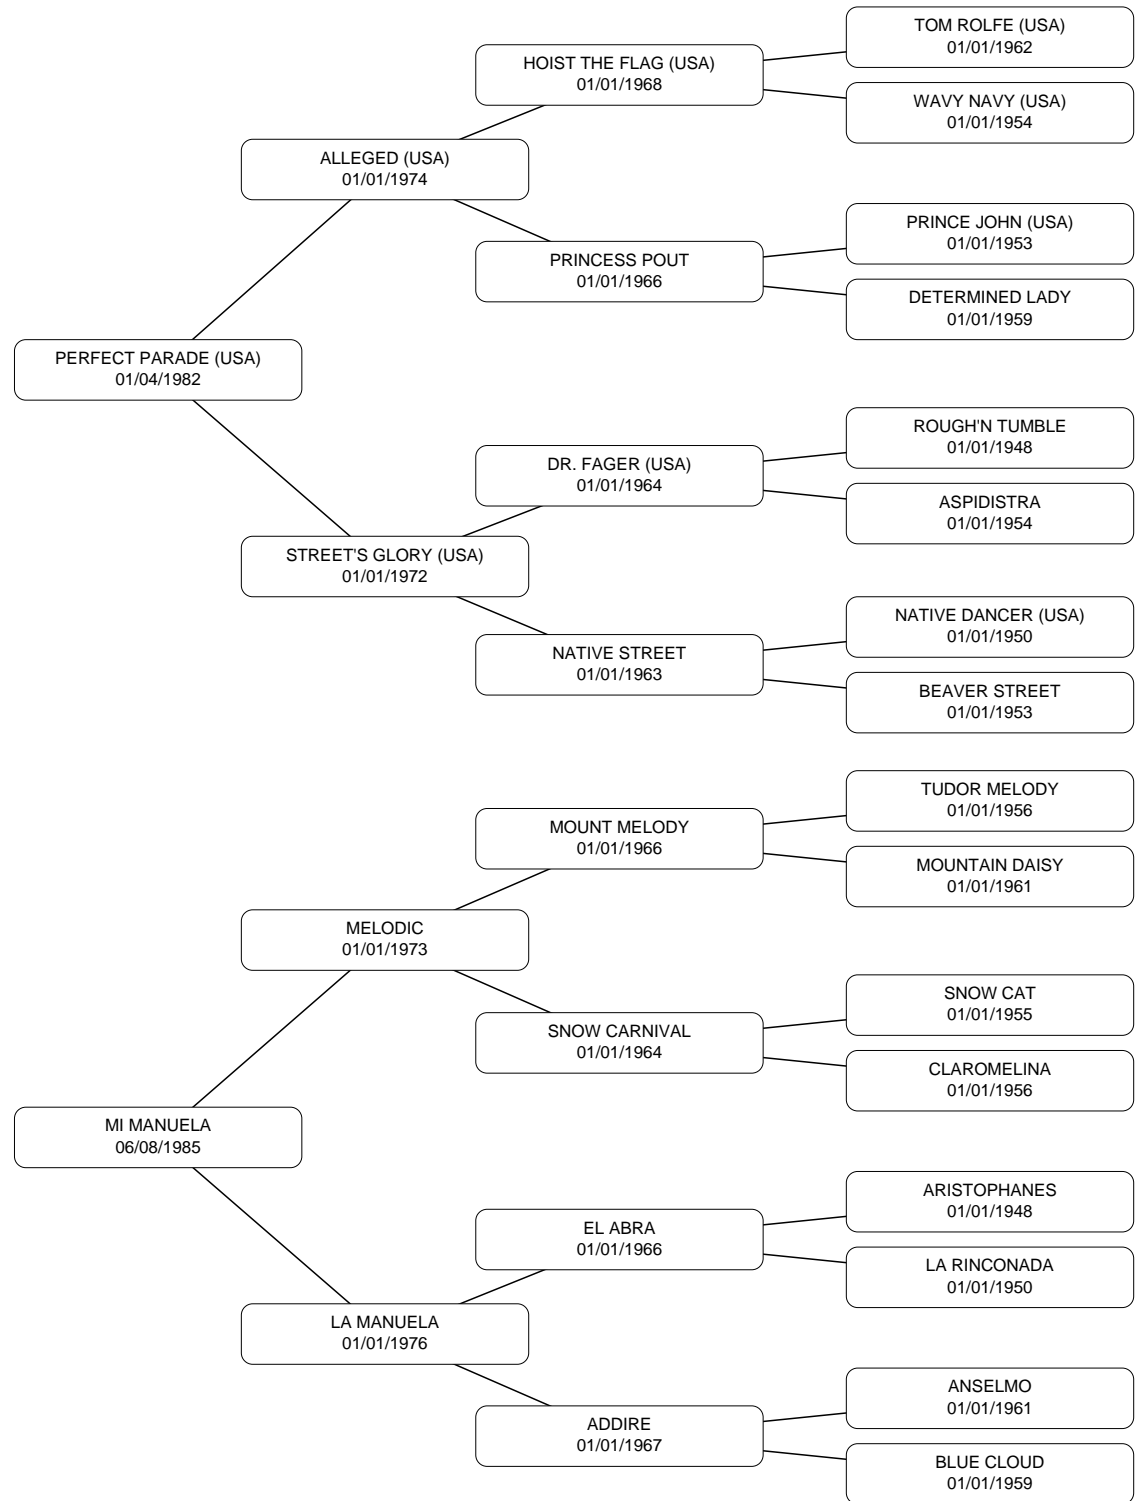 TOM ROLFE (USA)
01/01/1962
HOIST THE FLAG (USA)
01/01/1968
WAVY NAVY (USA)
01/01/1954
ALLEGED (USA)
01/01/1974
PRINCE JOHN (USA)
01/01/1953
PRINCESS POUT
01/01/1966
DETERMINED LADY
01/01/1959
PERFECT PARADE (USA)
01/04/1982
ROUGH'N TUMBLE
01/01/1948
DR. FAGER (USA)
01/01/1964
ASPIDISTRA
01/01/1954
STREET'S GLORY (USA)
01/01/1972
NATIVE DANCER (USA)
01/01/1950
NATIVE STREET
01/01/1963
BEAVER STREET
01/01/1953
TUDOR MELODY
01/01/1956
MOUNT MELODY
01/01/1966
MOUNTAIN DAISY
01/01/1961
MELODIC
01/01/1973
SNOW CAT
01/01/1955
SNOW CARNIVAL
01/01/1964
CLAROMELINA
01/01/1956
MI MANUELA
06/08/1985
ARISTOPHANES
01/01/1948
EL ABRA
01/01/1966
LA RINCONADA
01/01/1950
LA MANUELA
01/01/1976
ANSELMO
01/01/1961
ADDIRE
01/01/1967
BLUE CLOUD
01/01/1959